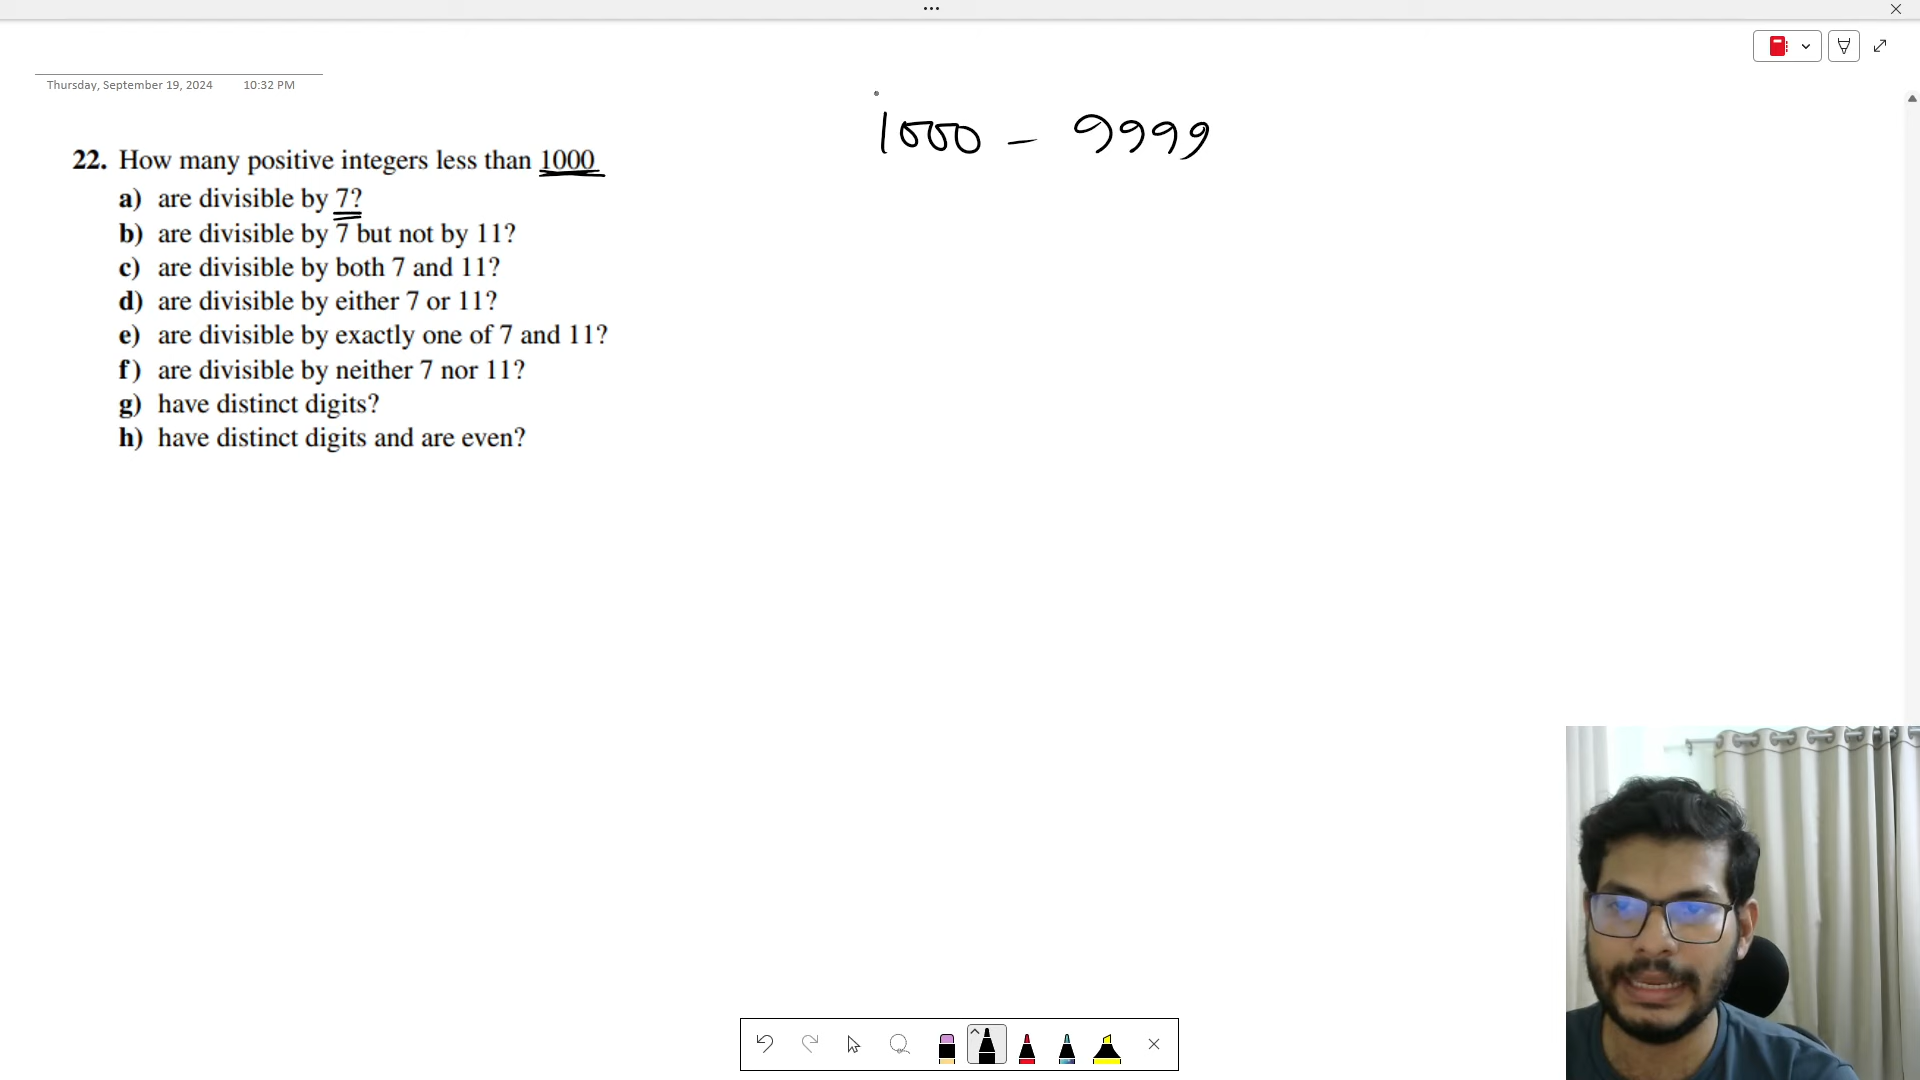 Thursday, September 19, 2024 10:32 PM
1000 - 9999
22. How many positive integers less than 1000
a) are divisible by 7?
b) are divisible by 7 but not by 11?
c) are divisible by both 7 and 11?
d) are divisible by either 7 or 11?
e) are divisible by exactly one of 7 and 11?
f) are divisible by neither 7 nor 11?
g) have distinct digits?
h) have distinct digits and are even?